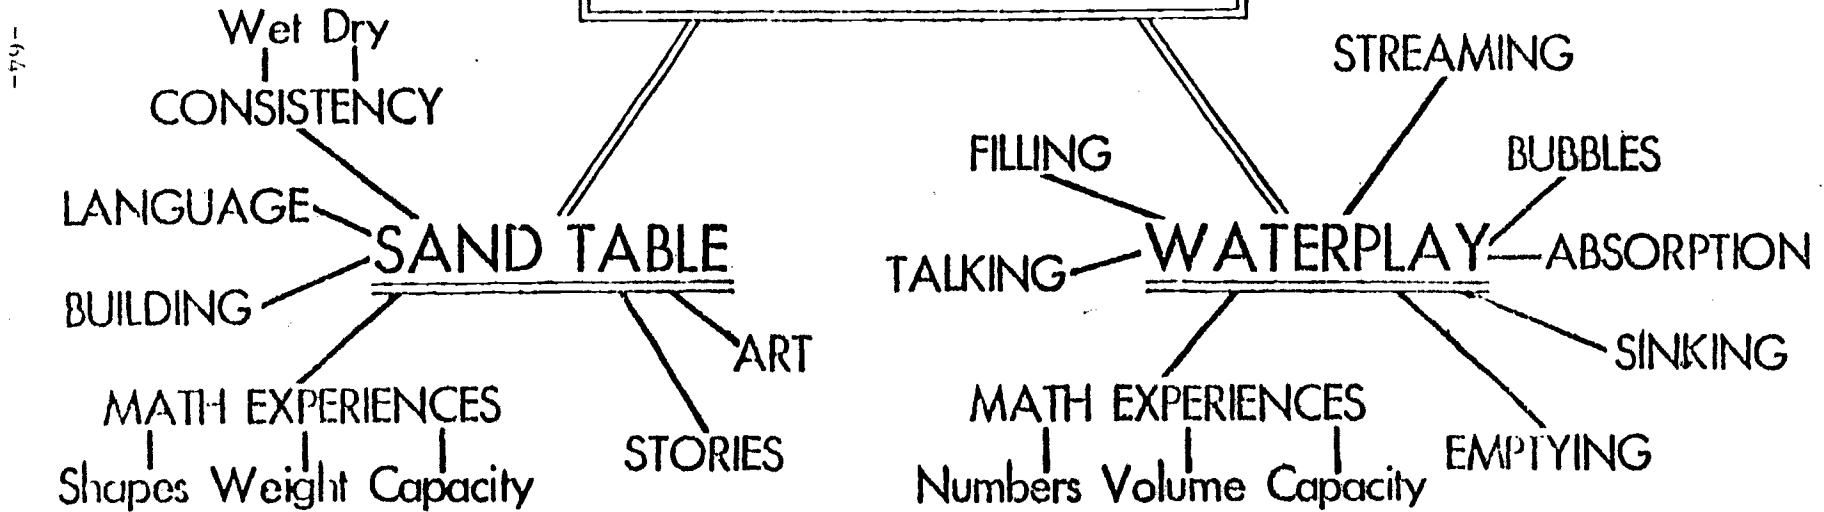 -64-
Wet Dry
CONSISTENCY
LANGUAGE
SAND TABLE
BUILDING
ART
MATH EXPERIENCES
Shapes Weight Capacity
STORIES
STREAMING
FILLING
BUBBLES
WATERPLAY
TALKING
ABSORPTION
SINKING
MATH EXPERIENCES
Numbers Volume Capacity
EMPTYING